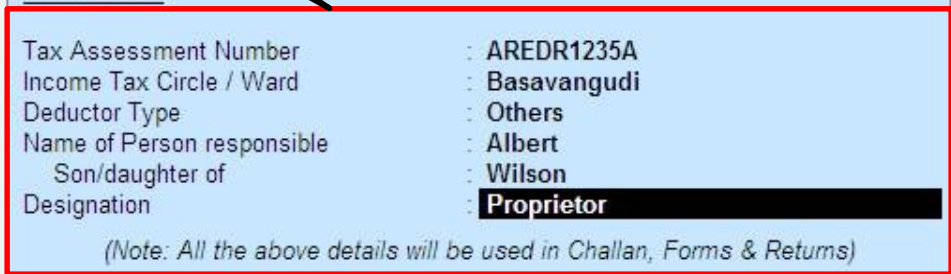 Tax Assessment Number : AREDR1235A
Income Tax Circle / Ward : Basavangudi
Deductor Type : Others
Name of Person responsible : Albert
Son/daughter of : Wilson
Designation : Proprietor
(Note: All the above details will be used in Challan, Forms & Returns)